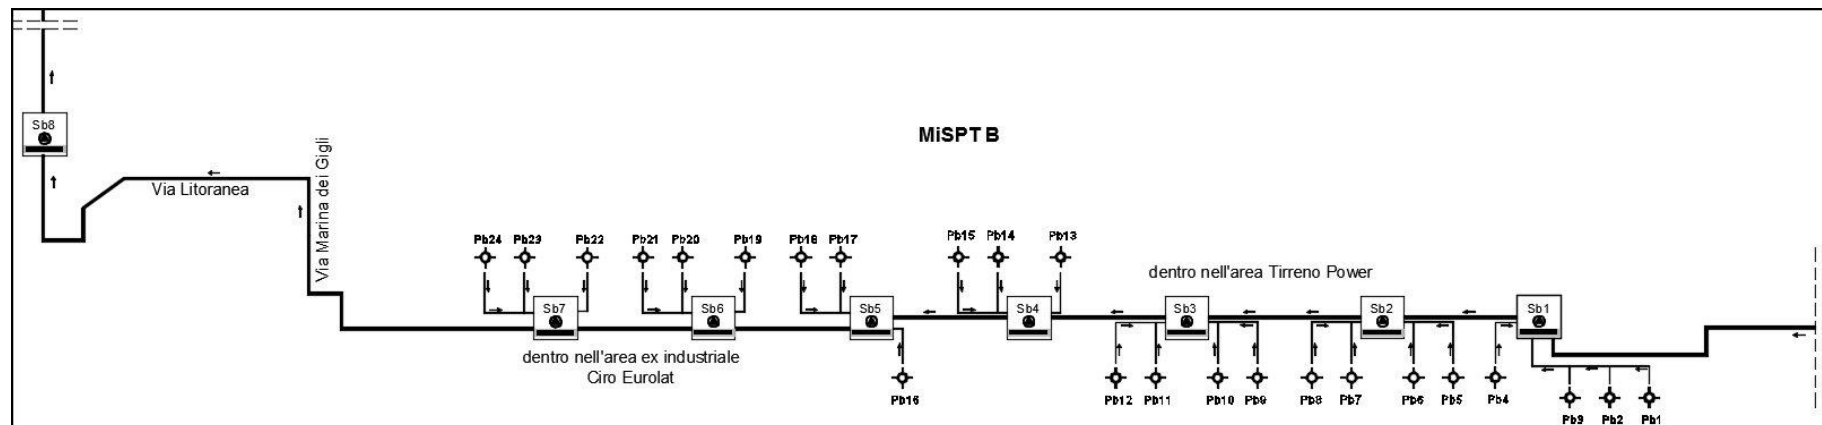 MiSPT B
Sb8
Via Litoranea
Via Marina dei Gigli
Pb24 Pb23 Pb22 Pb21 Pb20 Pb19 Pb18 Pb17 Pb15 Pb14 Pb13
dentro nell'area Tirreno Power
Sb7 Sb6 Sb5 Sb4 Sb3 Sb2 Sb1
dentro nell'area ex industriale
Ciro Eurolat
Pb16 Pb12 Pb11 Pb10 Pb9 Pb8 Pb7 Pb6 Pb5 Pb4
Pb3 Pb2 Pb1